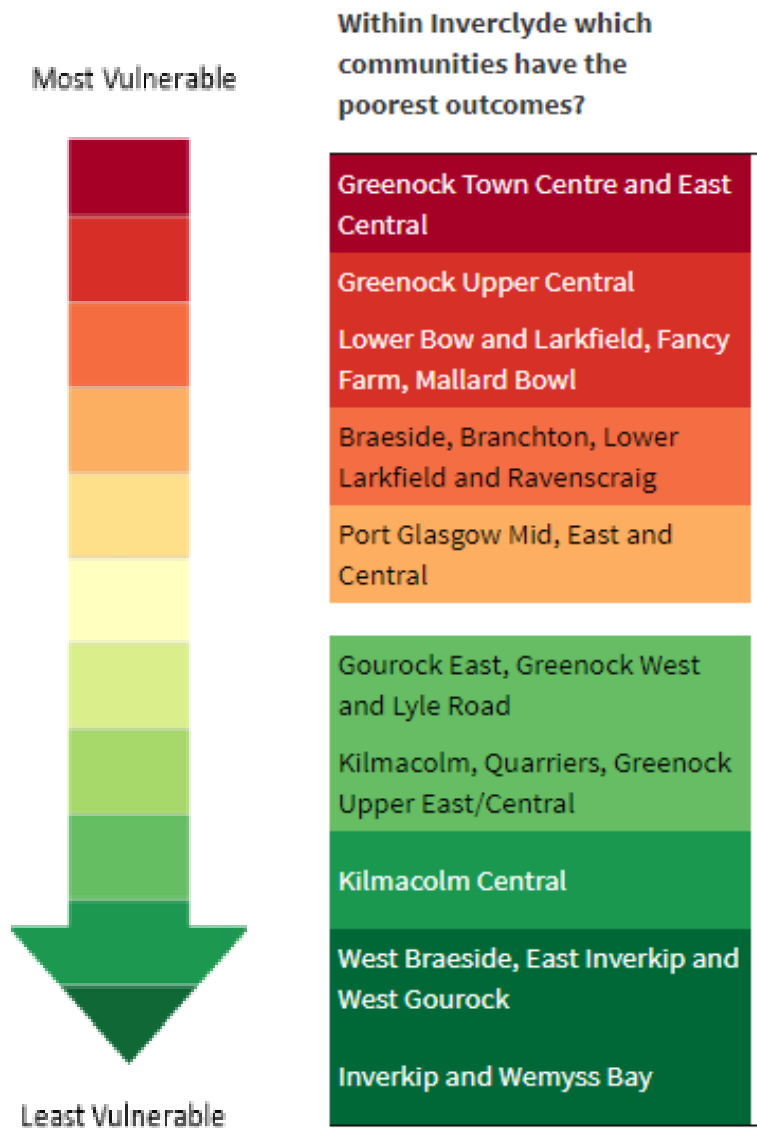 Within Inverclyde which
communities have the
poorest outcomes?
Most Vulnerable
Greenock Town Centre and East
Central
Greenock Upper Central
Lower Bow and Larkfield, Fancy
Farm, Mallard Bowl
Braeside, Branchton, Lower
Larkfield and Ravenscraig
Port Glasgow Mid, East and
Central
Gourock East, Greenock West
and Lyle Road
Kilmacolm, Quarriers, Greenock
Upper East/Central
Kilmacolm Central
West Braeside, East Inverkip and
West Gourock
Inverkip and Wemyss Bay
Least Vulnerable